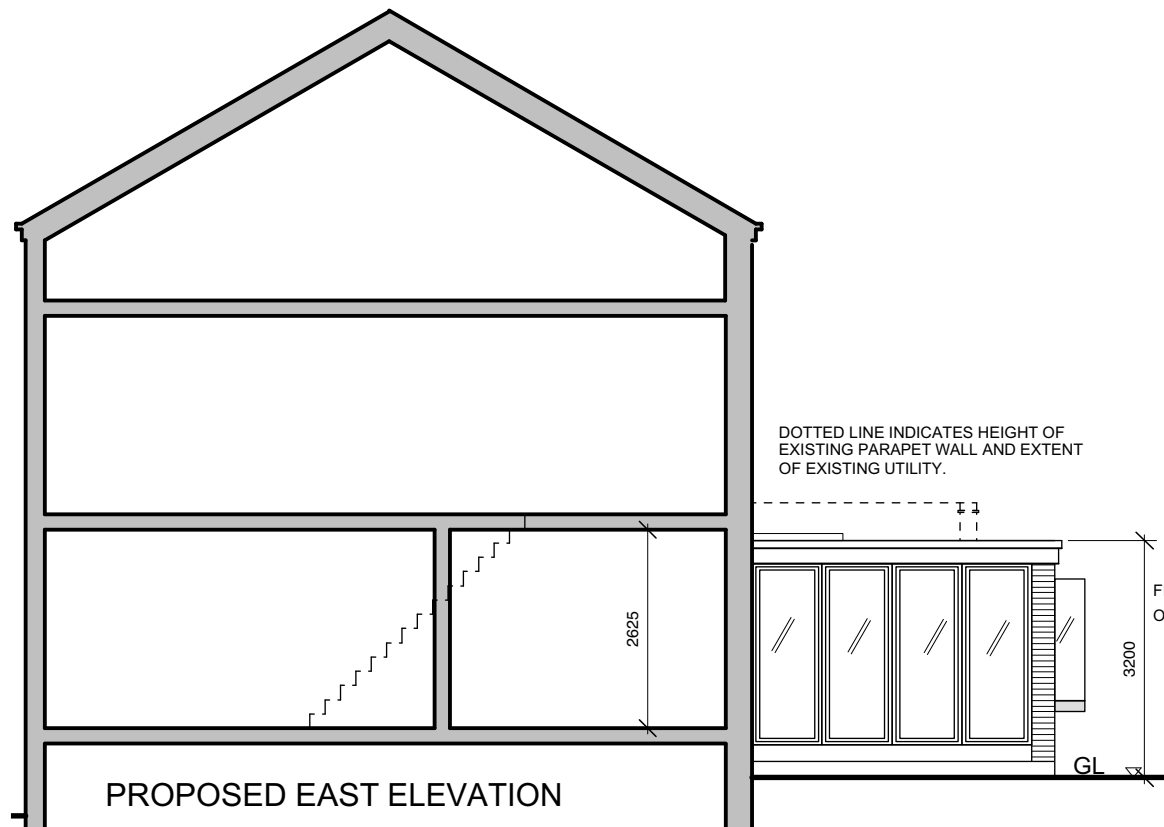 DOTTED LINE INDICATES HEIGHT OF
EXISTING PARAPET WALL AND EXTENT
OF EXISTING UTILITY.
2625
3200
GL
PROPOSED EAST ELEVATION